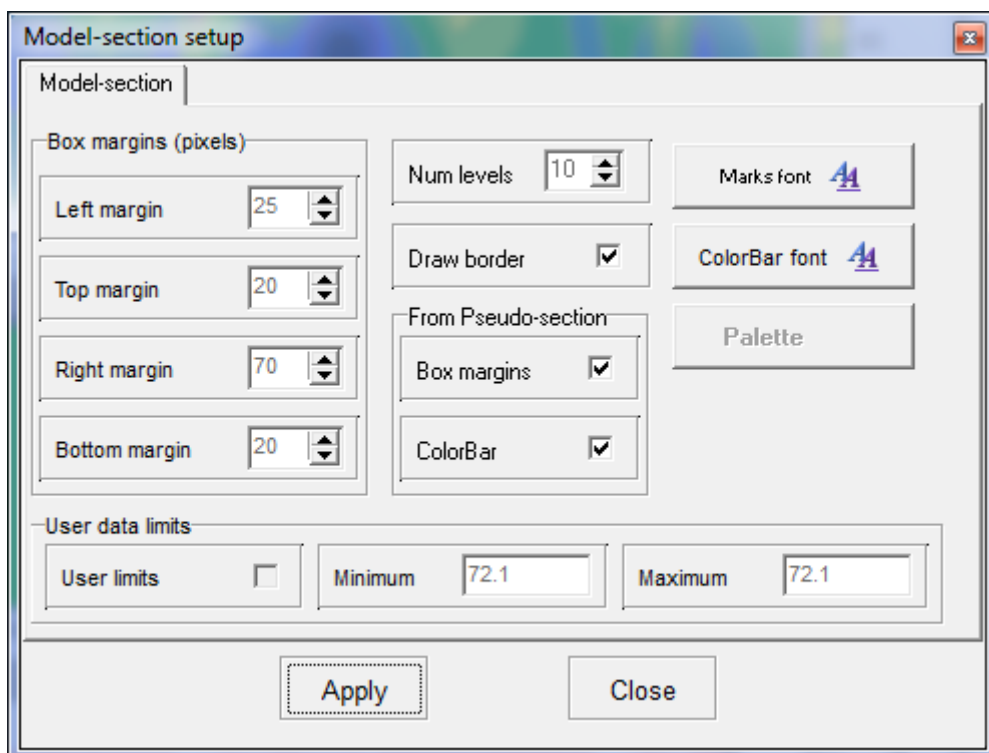 Model-section setup
Model-section
Box margins (pixels)
Left margin 25
Top margin 20
Right margin 70
Bottom margin 20
Num levels 10
Draw border
From Pseudo-section
Box margins
ColorBar
Marks font AA
ColorBar font AA
Palette
User data limits
User limits
Minimum 72.1
Maximum 72.1
Apply
Close